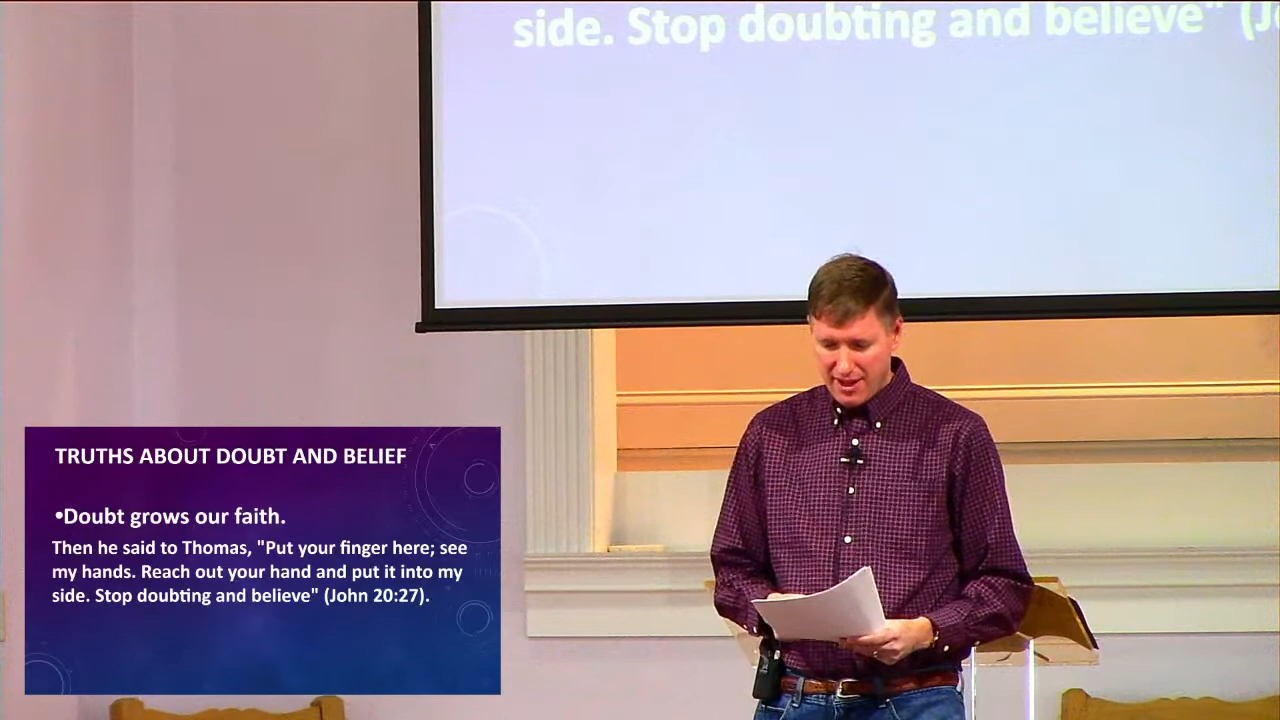 side. Stop doubting and believe" (J
TRUTHS ABOUT DOUBT AND BELIEF
•Doubt grows our faith.
Then he said to Thomas, "Put your finger here; see
my hands. Reach out your hand and put it into my
side. Stop doubting and believe" (John 20:27).